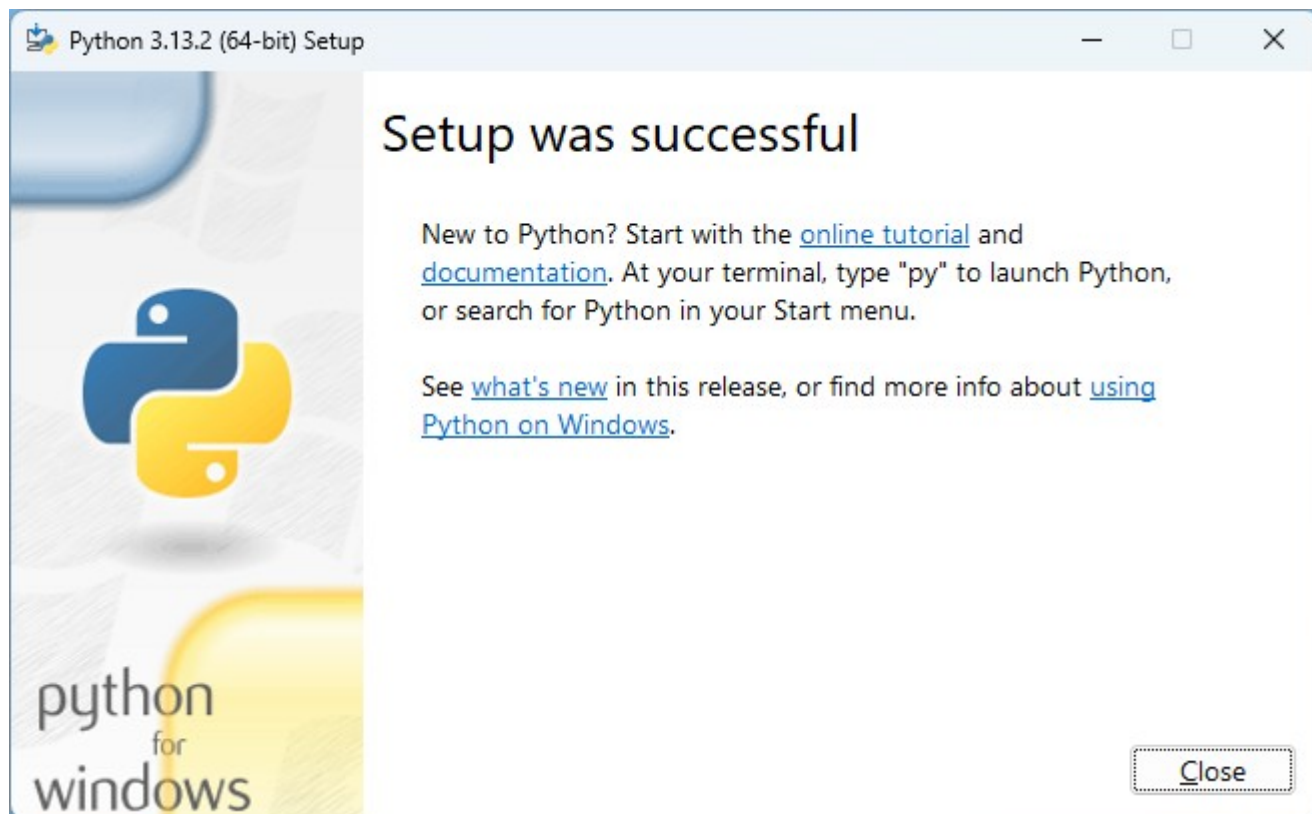 Python 3.13.2 (64-bit) Setup
Setup was successful
New to Python? Start with the online tutorial and
documentation. At your terminal, type "py" to launch Python,
or search for Python in your Start menu.
See what's new in this release, or find more info about using
Python on Windows.
python
for
windows
Close